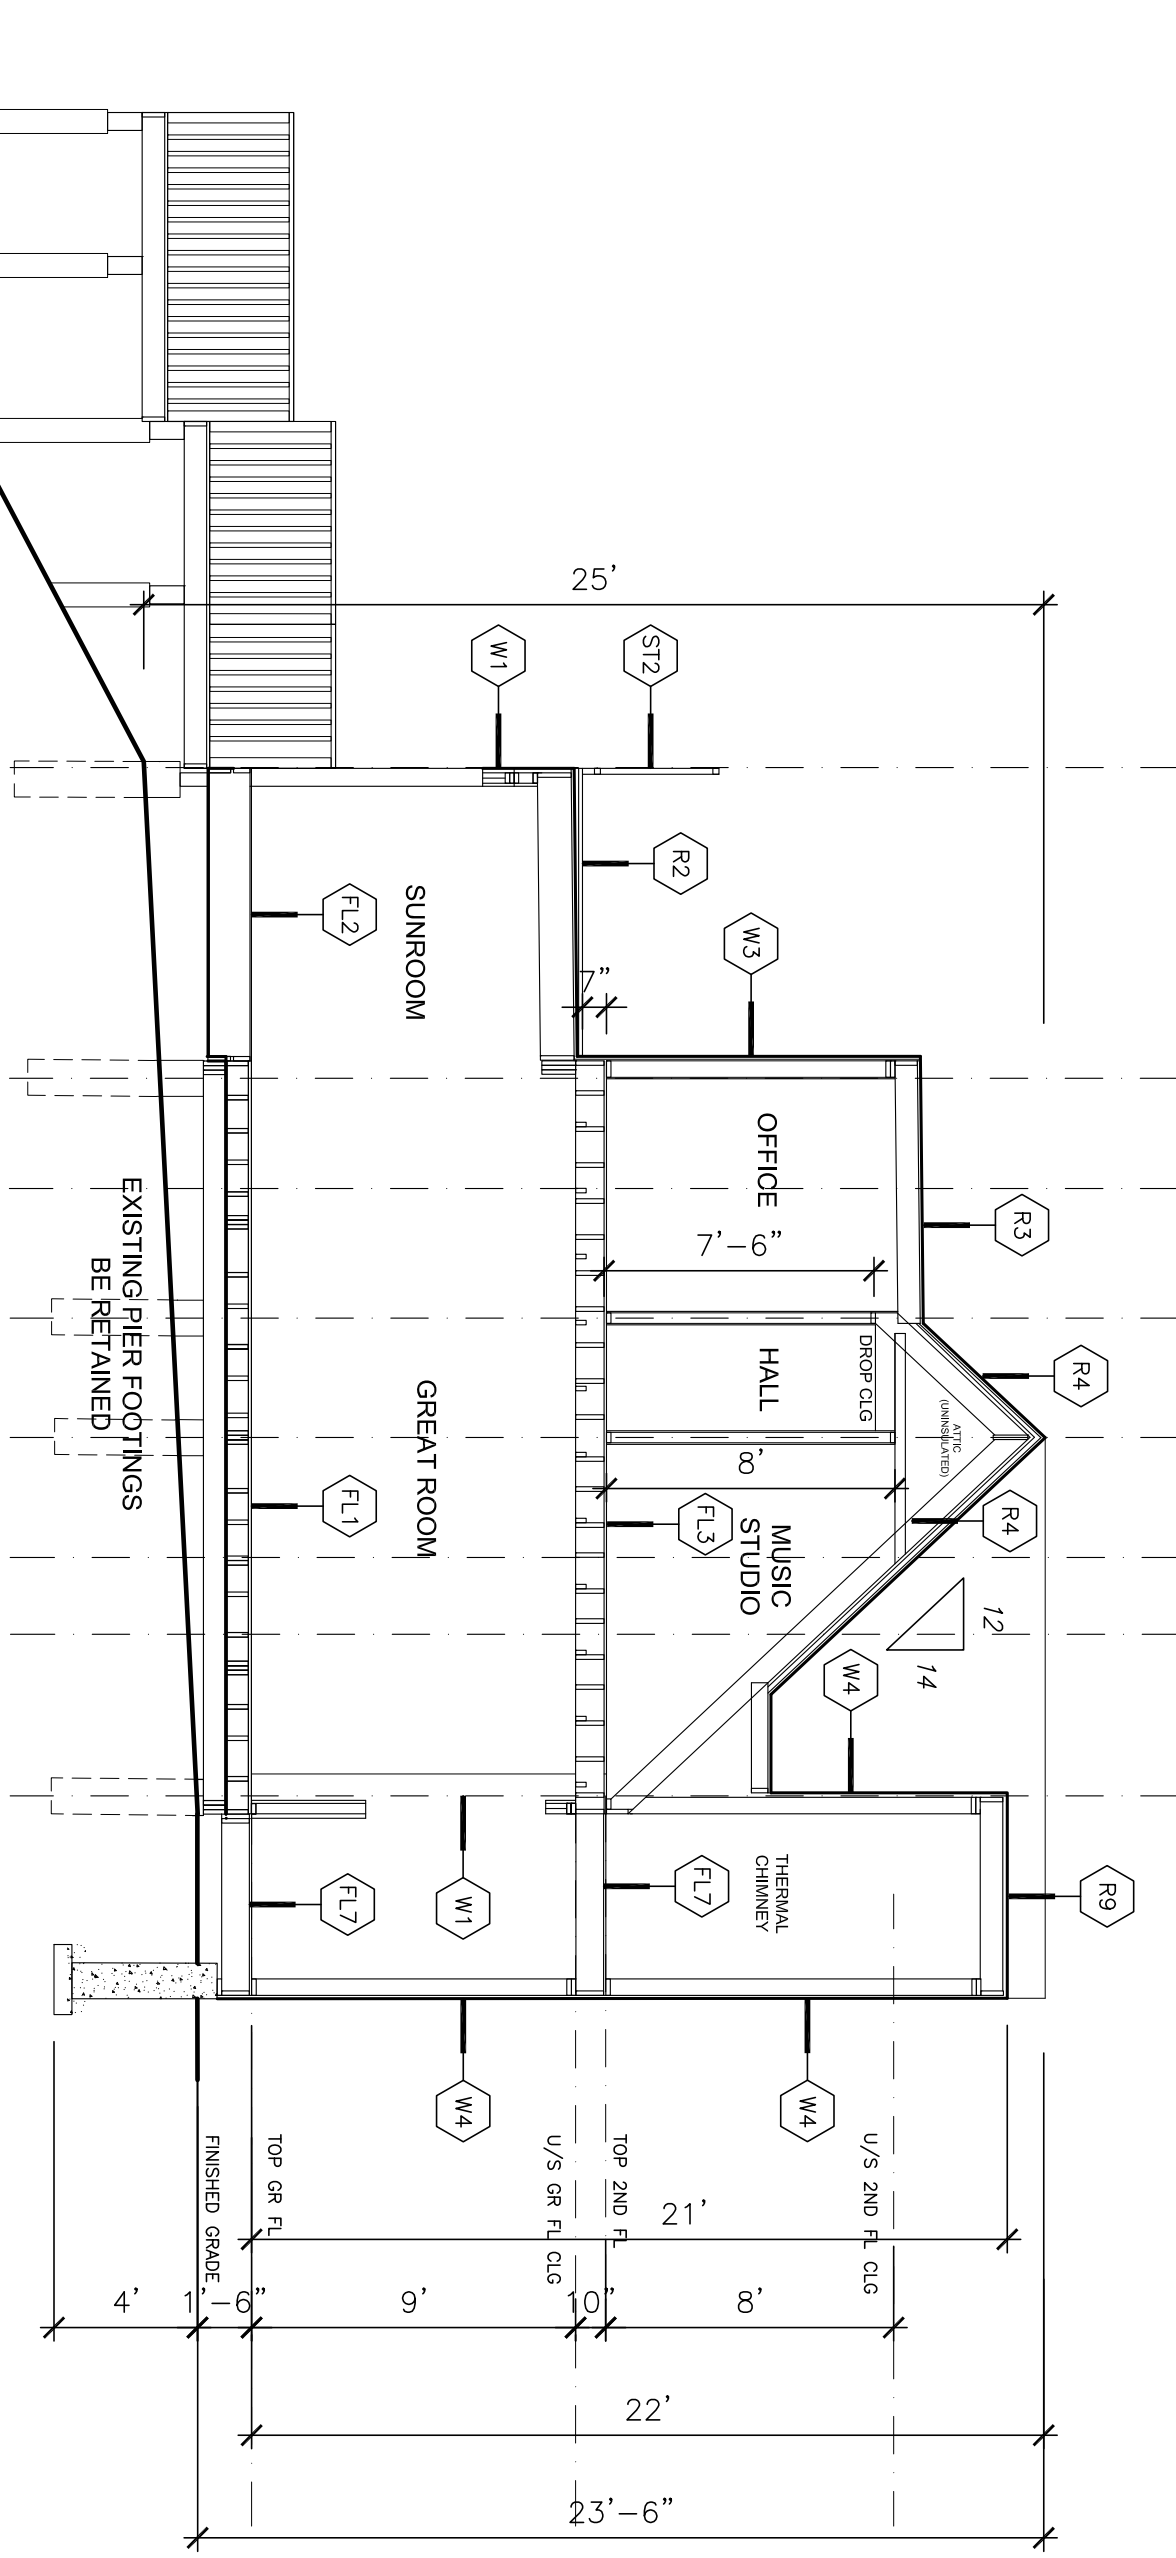 25'
W1
ST2
R2
FL2
SUNROOM
W3
7"
OFFICE
R3
7'-6"
EXISTING PIER FOOTINGS
BE RETAINED
HALL
DROP CLG
R4
ATTIC
(UNINSULATED)
GREAT ROOM
8'
FL1
FL3
R4
MUSIC
STUDIO
12
14
W4
THERMAL
CHIMNEY
FL7
W1
FL7
R9
W4
W4
FINISHED GRADE
TOP GR FL
U/S GR FL CLG
TOP 2ND FL
U/S 2ND FL CLG
21'
4'
1'-6"
9'
10"
8'
22'
23'-6"